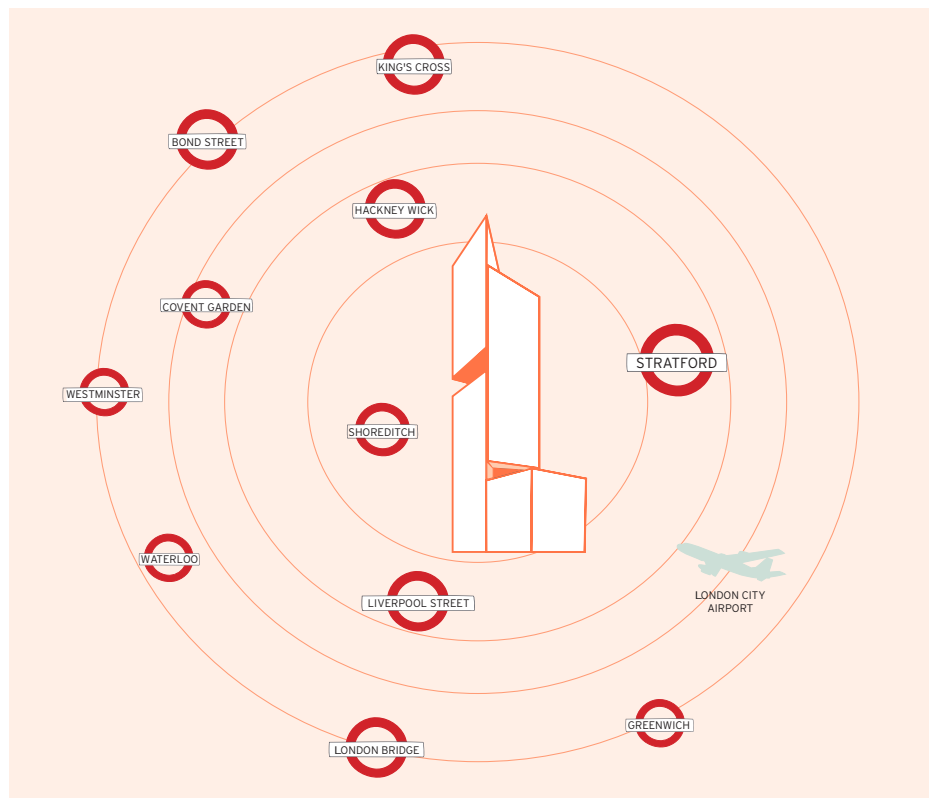 KING'S CROSS
BOND STREET
HACKNEY WICK
COVENT GARDEN
STRATFORD
WESTMINSTER
SHOREDITCH
WATERLOO
LONDON CITY
AIRPORT
LIVERPOOL STREET
GREENWICH
LONDON BRIDGE